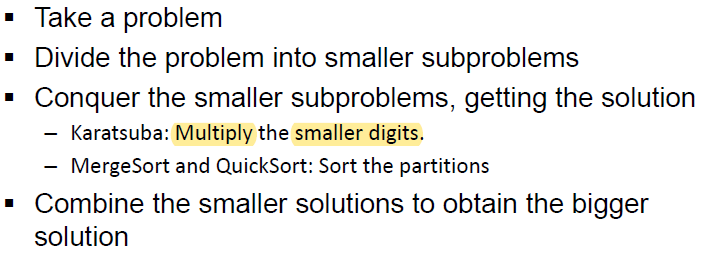 ▪ Take a problem
▪ Divide the problem into smaller subproblems
▪ Conquer the smaller subproblems, getting the solution
– Karatsuba: Multiply the smaller digits.
– MergeSort and QuickSort: Sort the partitions
▪ Combine the smaller solutions to obtain the bigger
solution